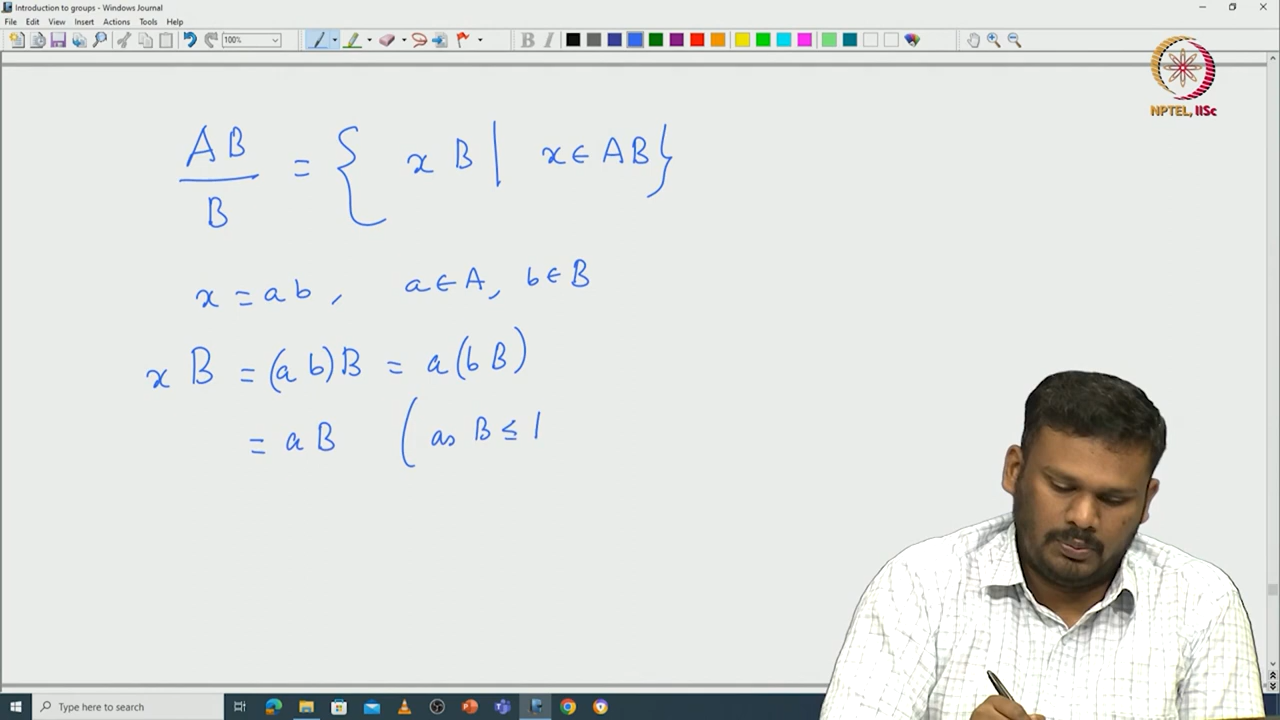 Introduction to groups - Windows Journal
File Edit View Insert Actions Tools Help
100% B I
NPTEL, IISc
AB/B = { xB | x ∈ AB }
x = ab, a ∈ A, b ∈ B
xB = (ab)B = a(bB)
= aB (as B ≤
Type here to search